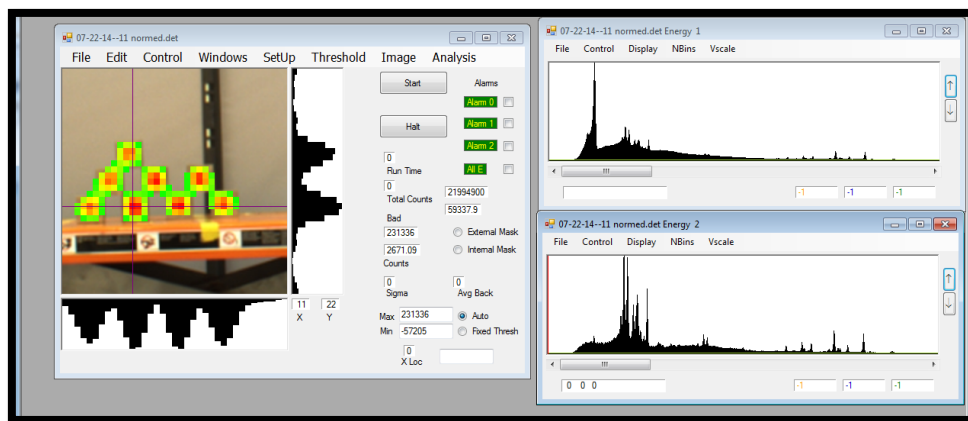 07-22-14--11 normed.det
File Edit Control Windows SetUp Threshold Image Analysis
Start
Alarms
Alarm 0
Halt
Alarm 1
Alarm 2
0
Run Time
All E
0
Total Counts
21994900
59337.9
Bad
231336
External Mask
2671.09
Internal Mask
Counts
0
0
Sigma
Avg Back
11 22
X Y
Max 231336
Auto
Min -57205
Fixed Thresh
0
X Loc
07-22-14--11 normed.det Energy 1
File Control Display NBins Vscale
-1 -1 -1
07-22-14--11 normed.det Energy 2
File Control Display NBins Vscale
0 0 0
-1 -1 -1